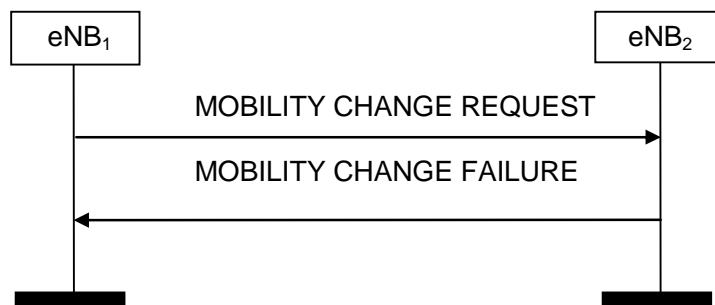 eNB₁
eNB₂
MOBILITY CHANGE REQUEST
MOBILITY CHANGE FAILURE